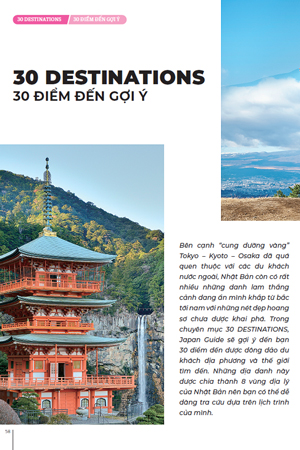 30 DESTINATIONS
30 ĐIỂM ĐẾN GỢI Ý
30 DESTINATIONS
30 ĐIỂM ĐẾN GỢI Ý
Bên cạnh “cung đường vàng”
Tokyo – Kyoto – Osaka đã quá
quen thuộc với các du khách
nước ngoài, Nhật Bản còn có rất
nhiều những danh lam thắng
cảnh đang ẩn mình khắp từ bắc
tới nam với những nét đẹp hoang
sơ chưa được khai phá. Trong
chuyên mục 30 DESTINATIONS,
Japan Guide sẽ gợi ý đến bạn
30 điểm đến được đông đảo du
khách địa phương và thế giới
tìm đến. Những địa danh này
được chia thành 8 vùng địa lý
của Nhật Bản nên bạn có thể dễ
dàng tra cứu dựa trên lịch trình
của mình.